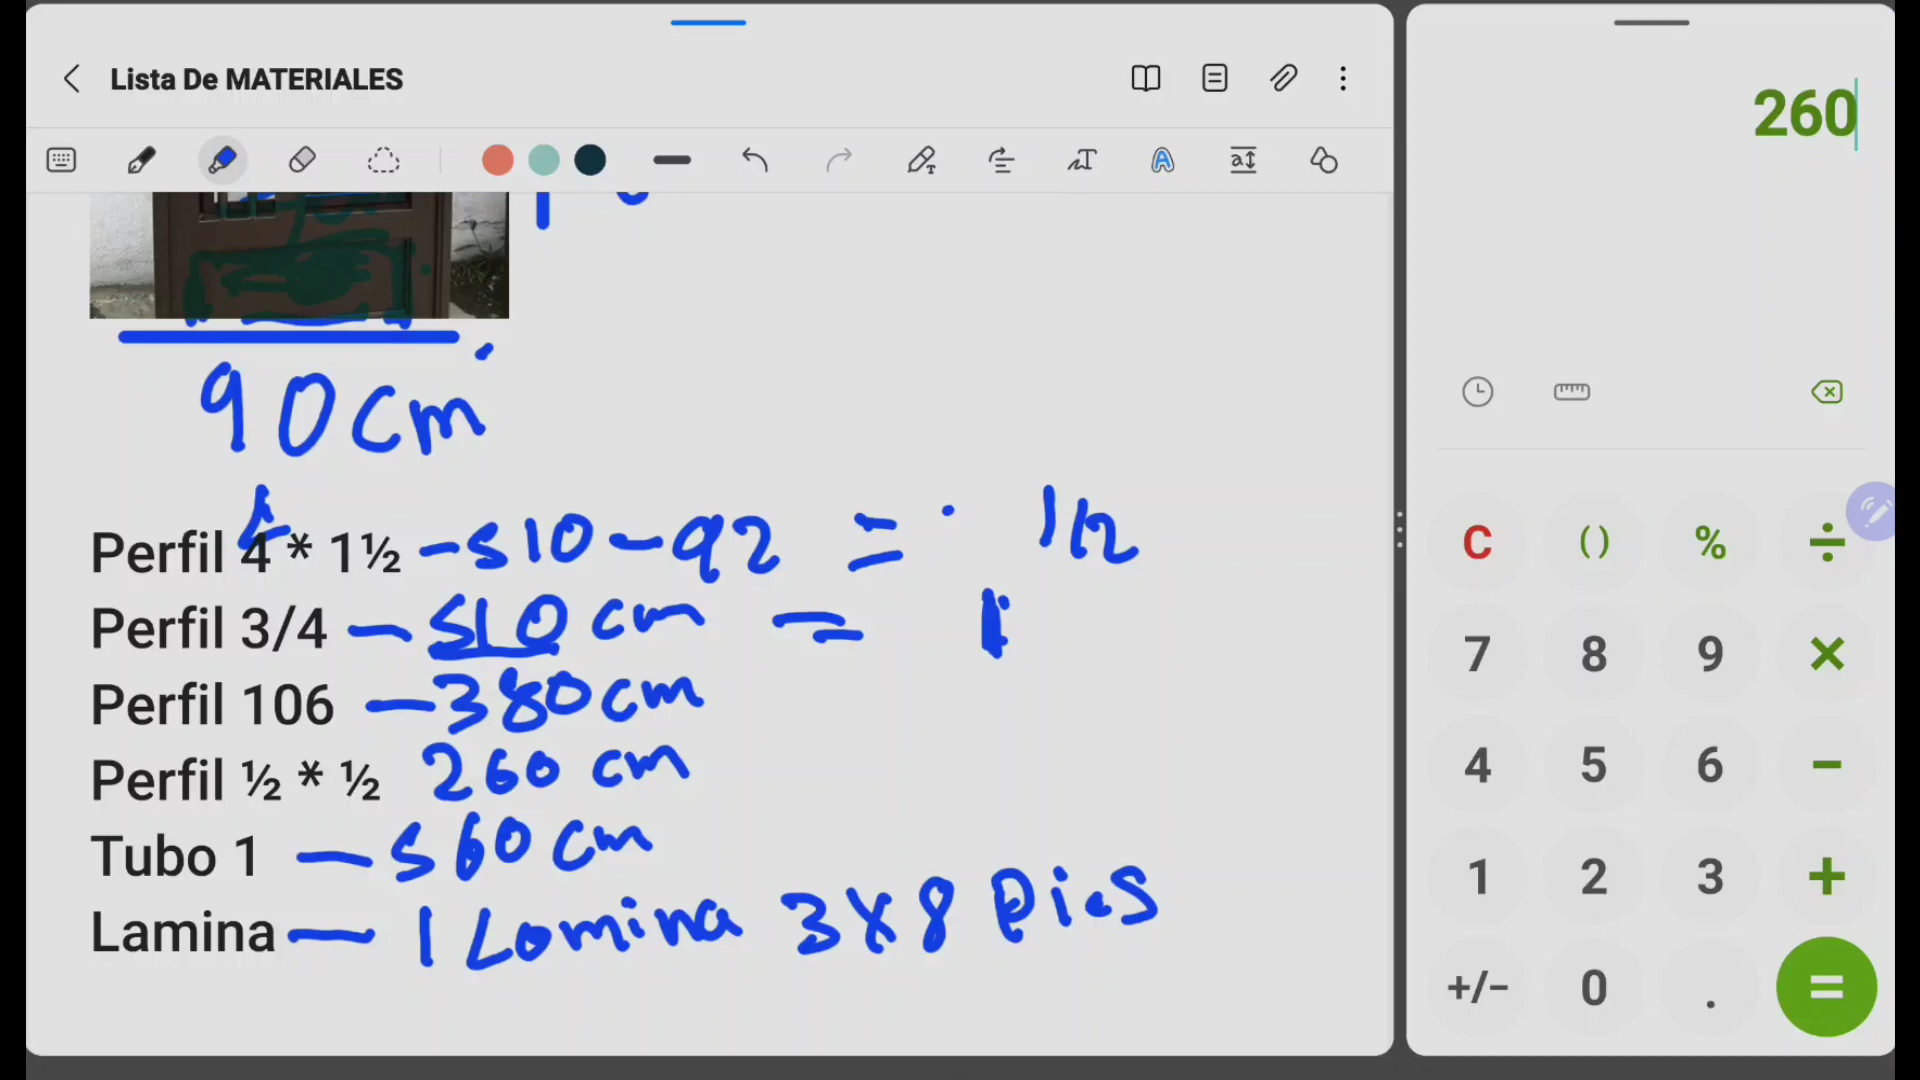 Lista De MATERIALES
260
90cm
Perfil 4 * 1½ - 510 - 92 = 1/2
Perfil 3/4 - 510 cm = 1
Perfil 106 - 380cm
Perfil ½ * ½ 260 cm
Tubo 1 - 560 cm
Lamina - 1 Lamina 3X8 Pies
C () % ÷
7 8 9 ×
4 5 6 −
1 2 3 +
+/− 0 . =